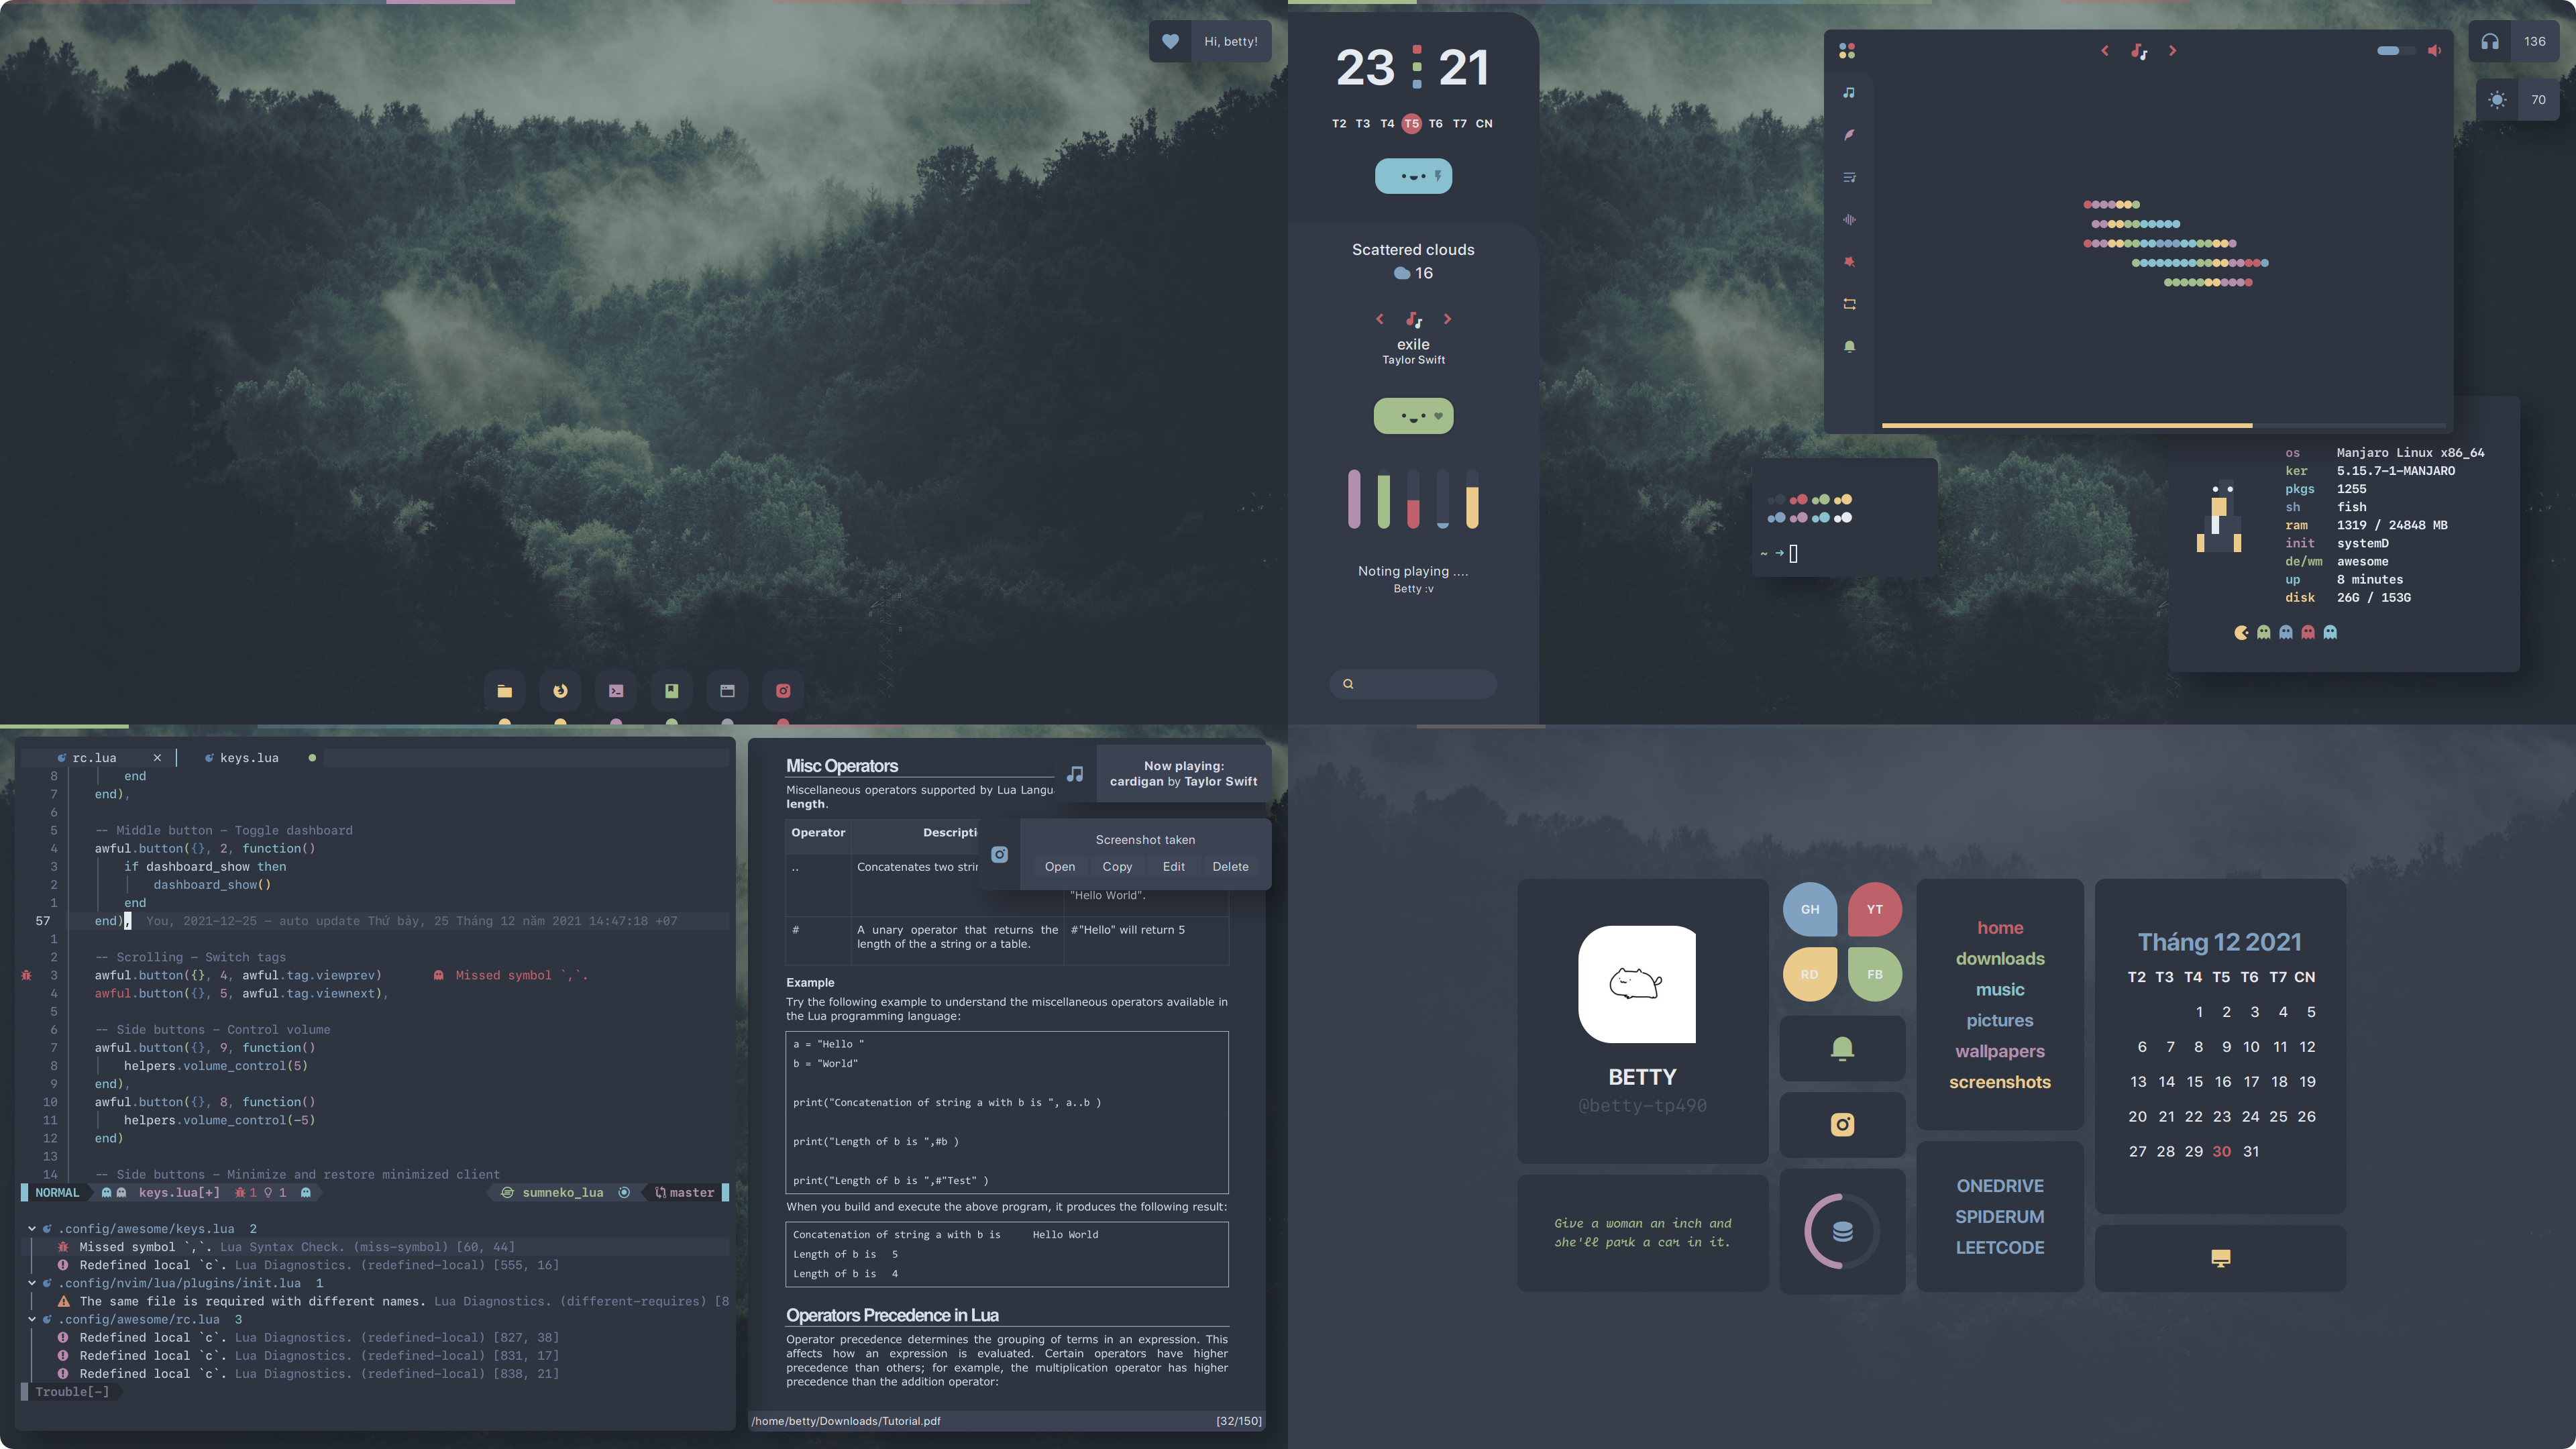 Hi, betty!
23 21
T2 T3 T4 T5 T6 T7 CN
Scattered clouds
16
exile
Taylor Swift
Noting playing ....
Betty :v
136
70
~ ➜
os Manjaro Linux x86_64
ker 5.15.7-1-MANJARO
pkgs 1255
sh fish
ram 1319 / 24848 MB
init systemD
de/wm awesome
up 8 minutes
disk 26G / 153G
rc.lua × keys.lua
8 end
7 end),
6
5 -- Middle button - Toggle dashboard
4 awful.button({}, 2, function()
3 if dashboard_show then
2 dashboard_show()
1 end
57 end), You, 2021-12-25 - auto update Thứ bảy, 25 Tháng 12 năm 2021 14:47:18 +07
1
2 -- Scrolling - Switch tags
3 awful.button({}, 4, awful.tag.viewprev) Missed symbol `,`.
4 awful.button({}, 5, awful.tag.viewnext),
5
6 -- Side buttons - Control volume
7 awful.button({}, 9, function()
8 helpers.volume_control(5)
9 end),
10 awful.button({}, 8, function()
11 helpers.volume_control(-5)
12 end)
13
14 -- Side buttons - Minimize and restore minimized client
NORMAL keys.lua[+] 1 1 sumneko_lua master
.config/awesome/keys.lua 2
Missed symbol `,`. Lua Syntax Check. (miss-symbol) [60, 44]
Redefined local `c`. Lua Diagnostics. (redefined-local) [555, 16]
.config/nvim/lua/plugins/init.lua 1
The same file is required with different names. Lua Diagnostics. (different-requires) [8
.config/awesome/rc.lua 3
Redefined local `c`. Lua Diagnostics. (redefined-local) [827, 38]
Redefined local `c`. Lua Diagnostics. (redefined-local) [831, 17]
Redefined local `c`. Lua Diagnostics. (redefined-local) [838, 21]
Trouble[-]
Misc Operators
Miscellaneous operators supported by Lua Langu
length.
Operator Descripti
.. Concatenates two strin
"Hello World".
# A unary operator that returns the #"Hello" will return 5
length of the a string or a table.
Example
Try the following example to understand the miscellaneous operators available in
the Lua programming language:
a = "Hello "
b = "World"
print("Concatenation of string a with b is ", a..b )
print("Length of b is ",#b )
print("Length of b is ",#"Test" )
When you build and execute the above program, it produces the following result:
Concatenation of string a with b is Hello World
Length of b is 5
Length of b is 4
Operators Precedence in Lua
Operator precedence determines the grouping of terms in an expression. This
affects how an expression is evaluated. Certain operators have higher
precedence than others; for example, the multiplication operator has higher
precedence than the addition operator:
/home/betty/Downloads/Tutorial.pdf [32/150]
Now playing:
cardigan by Taylor Swift
Screenshot taken
Open Copy Edit Delete
BETTY
@betty-tp490
Give a woman an inch and
she'll park a car in it.
GH YT
RD FB
home
downloads
music
pictures
wallpapers
screenshots
ONEDRIVE
SPIDERUM
LEETCODE
Tháng 12 2021
T2 T3 T4 T5 T6 T7 CN
1 2 3 4 5
6 7 8 9 10 11 12
13 14 15 16 17 18 19
20 21 22 23 24 25 26
27 28 29 30 31